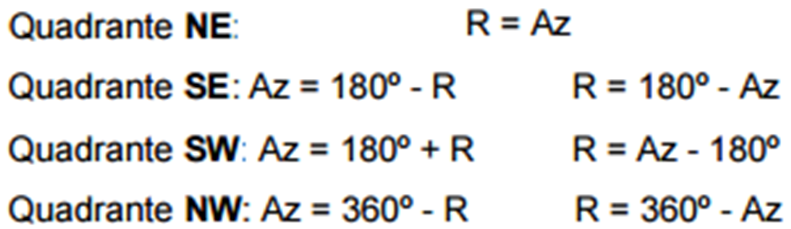 Quadrante NE: R = Az
Quadrante SE: Az = 180º - R R = 180º - Az
Quadrante SW: Az = 180º + R R = Az - 180º
Quadrante NW: Az = 360º - R R = 360º - Az